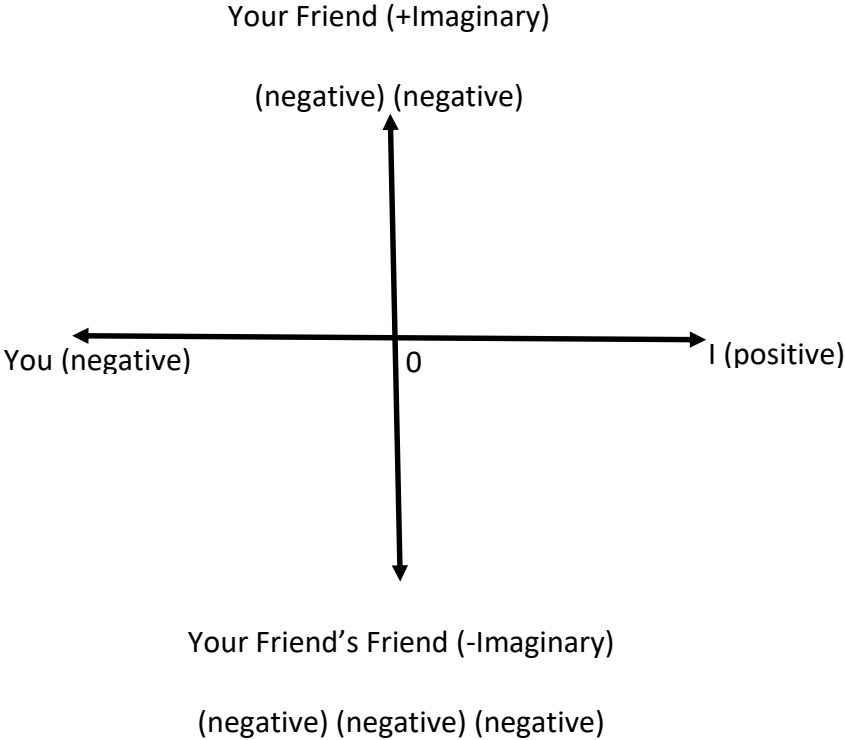 Your Friend (+Imaginary)
(negative) (negative)
You (negative)
0
I (positive)
Your Friend’s Friend (-Imaginary)
(negative) (negative) (negative)